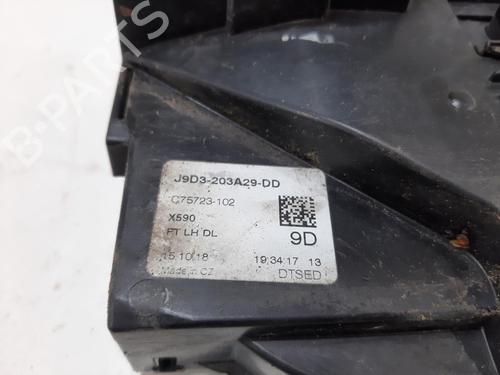 J9D3-203A29-DD
C75723-102
X590
FT LH DL
9D
15.10.18
19:34:17 13
Made in CZ
DTSED
B-PARTS